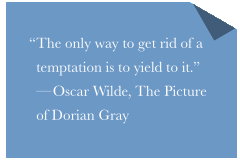 “The only way to get rid of a
temptation is to yield to it.”
—Oscar Wilde, The Picture
of Dorian Gray